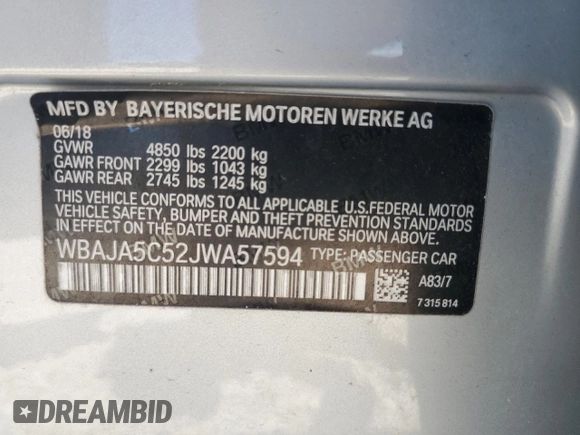 MFD BY BAYERISCHE MOTOREN WERKE AG
06/18
GVWR 4850 lbs 2200 kg
GAWR FRONT 2299 lbs 1043 kg
GAWR REAR 2745 lbs 1245 kg
THIS VEHICLE CONFORMS TO ALL APPLICABLE U.S.FEDERAL MOTOR
VEHICLE SAFETY, BUMPER AND THEFT PREVENTION STANDARDS
IN EFFECT ON THE DATE OF MANUFACTURE SHOWN ABOVE.
WBAJA5C52JWA57594 TYPE: PASSENGER CAR
A83/7
7 315 814
DREAMBID